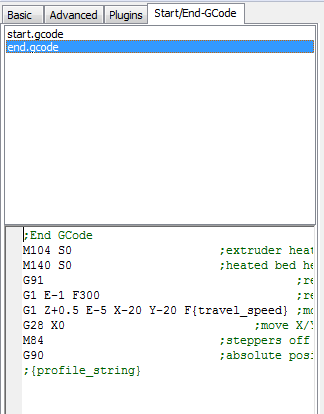 Basic Advanced Plugins Start/End-GCode
start.gcode
end.gcode
;End GCode
M104 S0 ;extruder heat
M140 S0 ;heated bed he
G91 ;re
G1 E-1 F300 ;re
G1 Z+0.5 E-5 X-20 Y-20 F{travel_speed} ;mo
G28 X0 ;move X/Y
M84 ;steppers off
G90 ;absolute posi
;{profile_string}